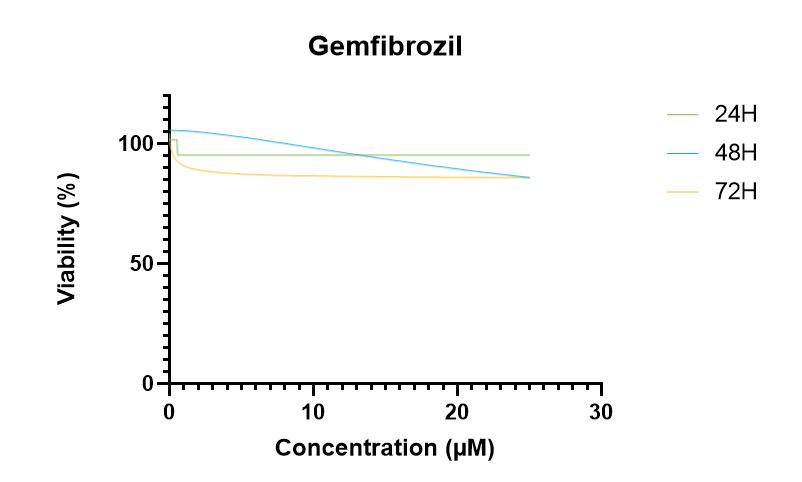 Gemfibrozil
24H
48H
72H
Viability (%)
100
50
0
0 10 20 30
Concentration (µM)